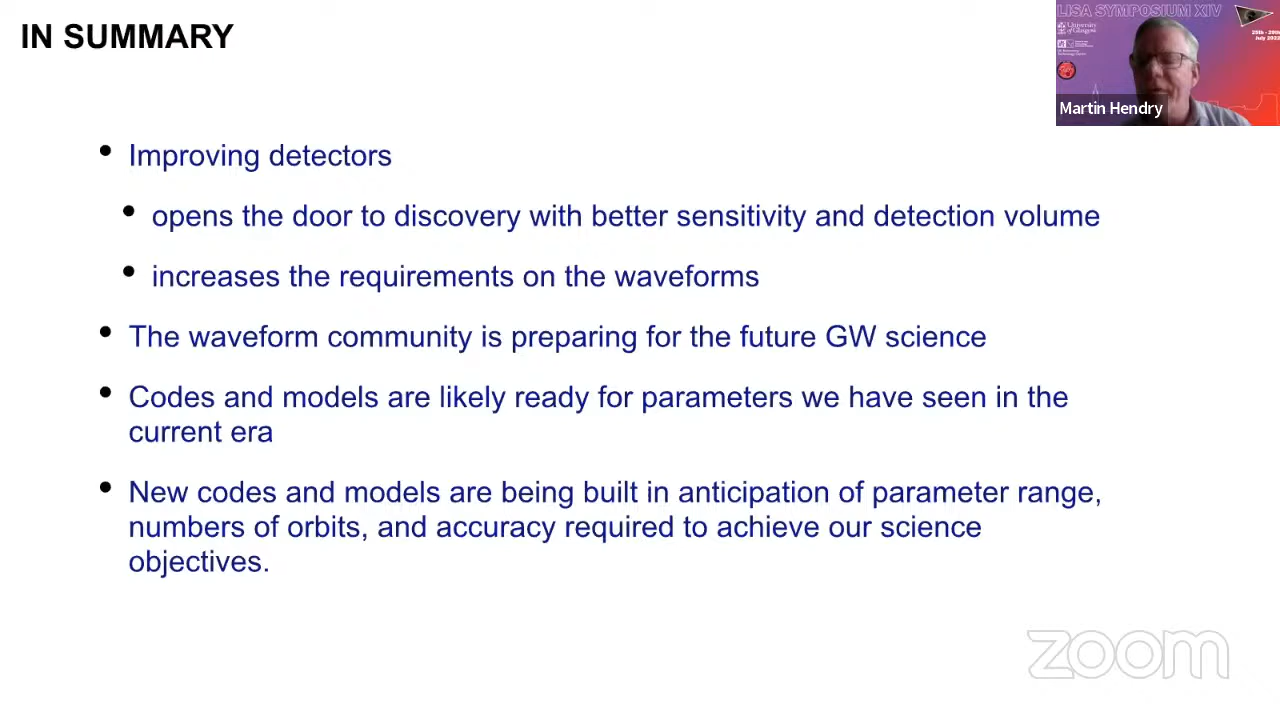 IN SUMMARY
LISA SYMPOSIUM XIV
University
of Glasgow
July 2022
Martin Hendry
• Improving detectors
• opens the door to discovery with better sensitivity and detection volume
• increases the requirements on the waveforms
• The waveform community is preparing for the future GW science
• Codes and models are likely ready for parameters we have seen in the
current era
• New codes and models are being built in anticipation of parameter range,
numbers of orbits, and accuracy required to achieve our science
objectives.
zoom